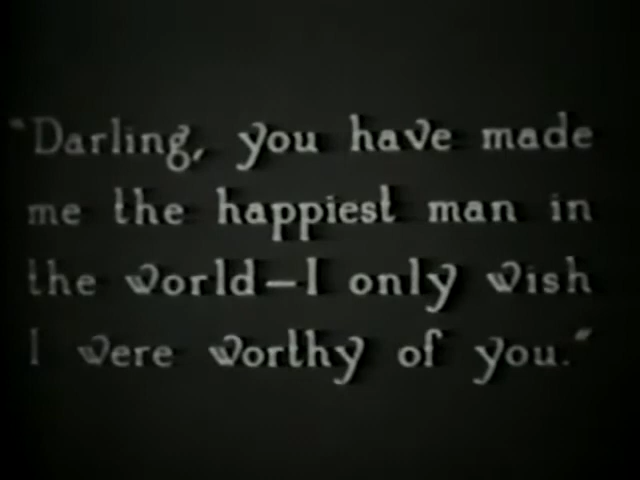 "Darling, you have made
me the happiest man in
the world—I only wish
I were worthy of you."